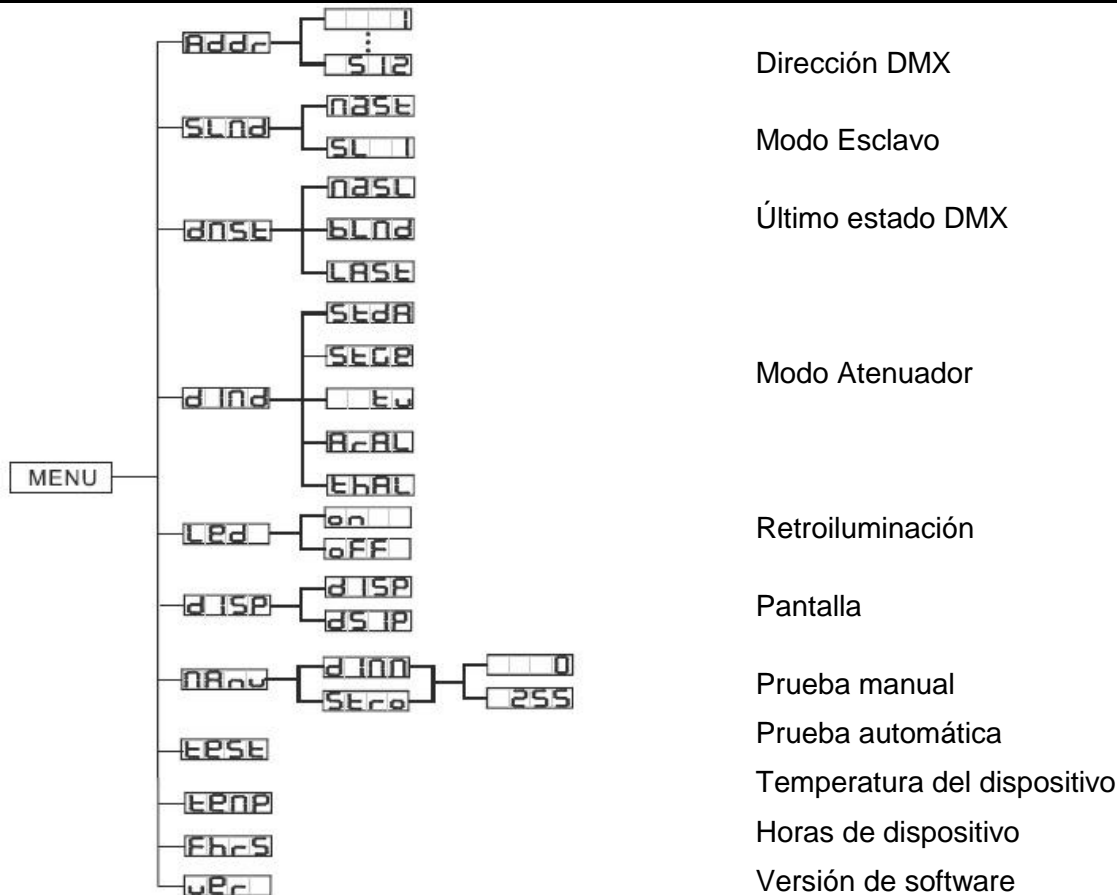 MENU
Addr
1
512
Dirección DMX
SLNd
NASt
SL 1
Modo Esclavo
dNSt
NASL
bLNd
LASt
Último estado DMX
dINd
StdA
StGE
tv
ArAL
thAL
Modo Atenuador
Led
on
oFF
Retroiluminación
dISP
dISP
dSIP
Pantalla
NAnu
dINN
Stro
0
255
Prueba manual
teSt
Prueba automática
teNP
Temperatura del dispositivo
FhrS
Horas de dispositivo
ver
Versión de software